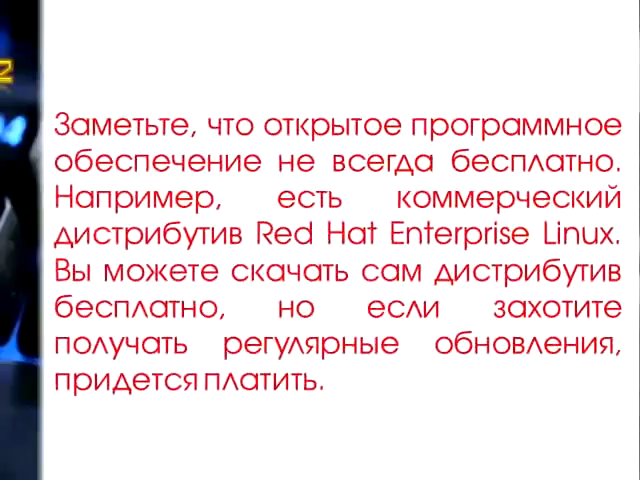 Заметьте, что открытое программное
обеспечение не всегда бесплатно.
Например, есть коммерческий
дистрибутив Red Hat Enterprise Linux.
Вы можете скачать сам дистрибутив
бесплатно, но если захотите
получать регулярные обновления,
придется платить.